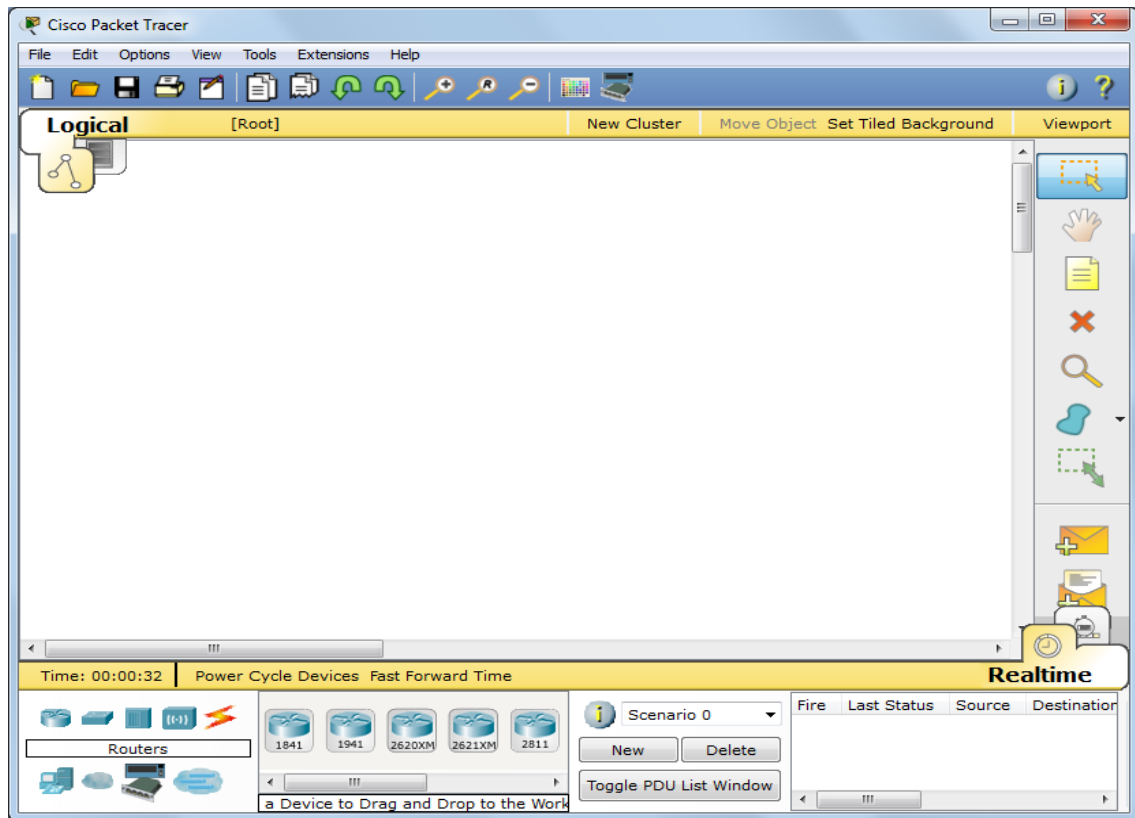 Cisco Packet Tracer
File Edit Options View Tools Extensions Help
Logical [Root] New Cluster Move Object Set Tiled Background Viewport
Time: 00:00:32 Power Cycle Devices Fast Forward Time Realtime
Routers
1841 1941 2620XM 2621XM 2811
a Device to Drag and Drop to the Work
Scenario 0
New Delete
Toggle PDU List Window
Fire Last Status Source Destination